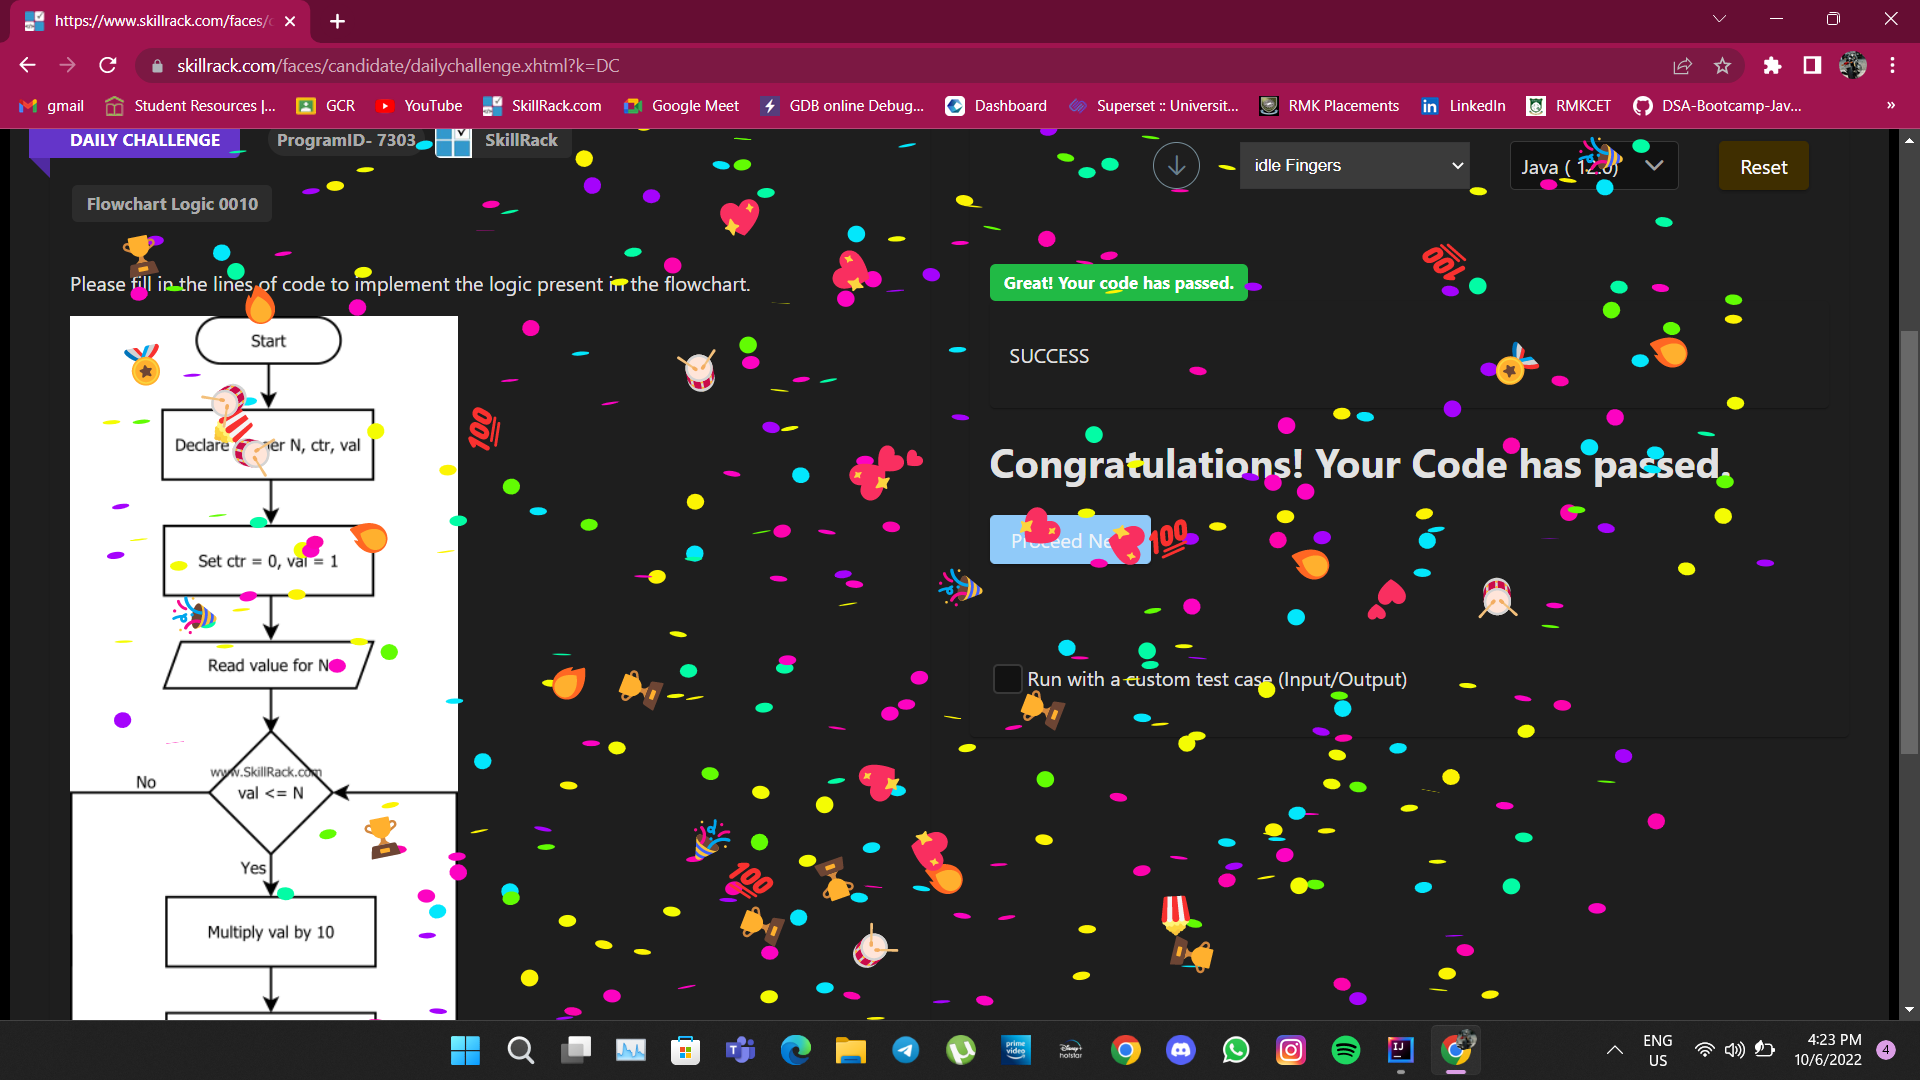 https://www.skillrack.com/faces/c
skillrack.com/faces/candidate/dailychallenge.xhtml?k=DC
gmail
Student Resources |...
GCR
YouTube
SkillRack.com
Google Meet
GDB online Debug...
Dashboard
Superset :: Universit...
RMK Placements
LinkedIn
RMKCET
DSA-Bootcamp-Jav...
»
DAILY CHALLENGE
ProgramID- 7303
SkillRack
Flowchart Logic 0010
Please fill in the lines of code to implement the logic present in the flowchart.
Start
Declare N, ctr, val
Set ctr = 0, val = 1
Read value for N
www.SkillRack.com
No
val <= N
Yes
Multiply val by 10
idle Fingers
Java ( 12.0)
Reset
Great! Your code has passed.
SUCCESS
Congratulations! Your Code has passed.
Proceed
Run with a custom test case (Input/Output)
ENG
US
4:23 PM
10/6/2022
4